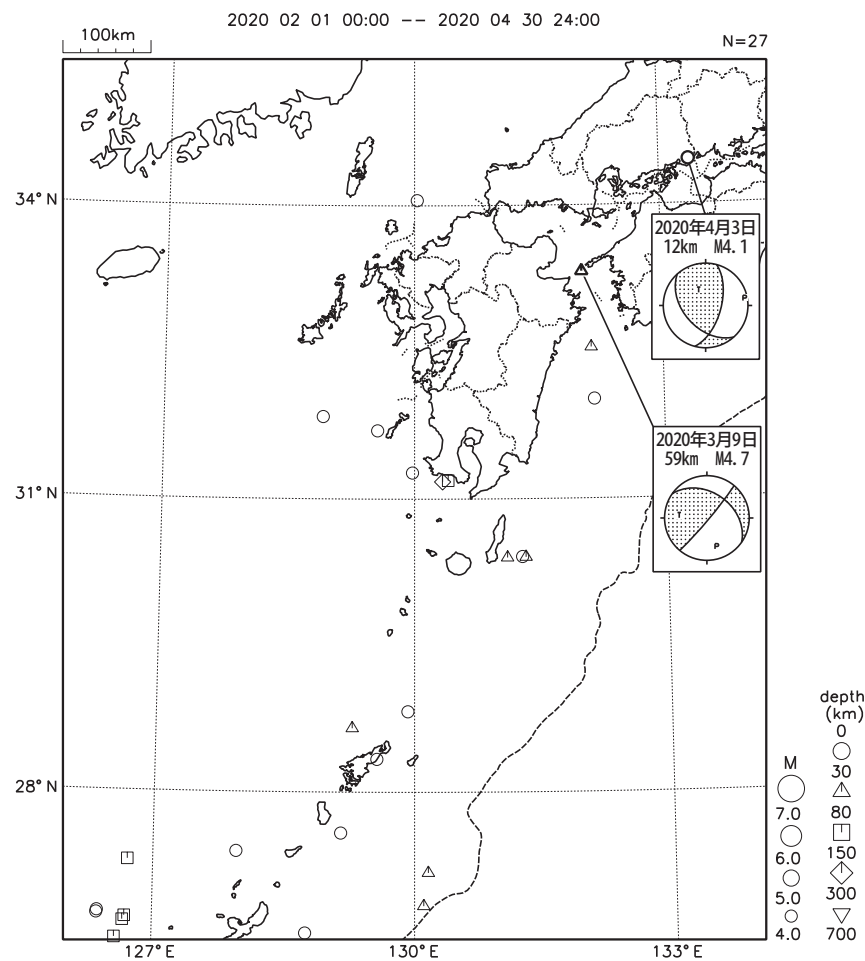 2020 02 01 00:00 -- 2020 04 30 24:00
100km
N=27
34°N
2020年4月3日
12km M4.1
T
P
31°N
2020年3月9日
59km M4.7
T
P
28°N
127°E
130°E
133°E
M
7.0
6.0
5.0
4.0
depth
(km)
0
30
80
150
300
700